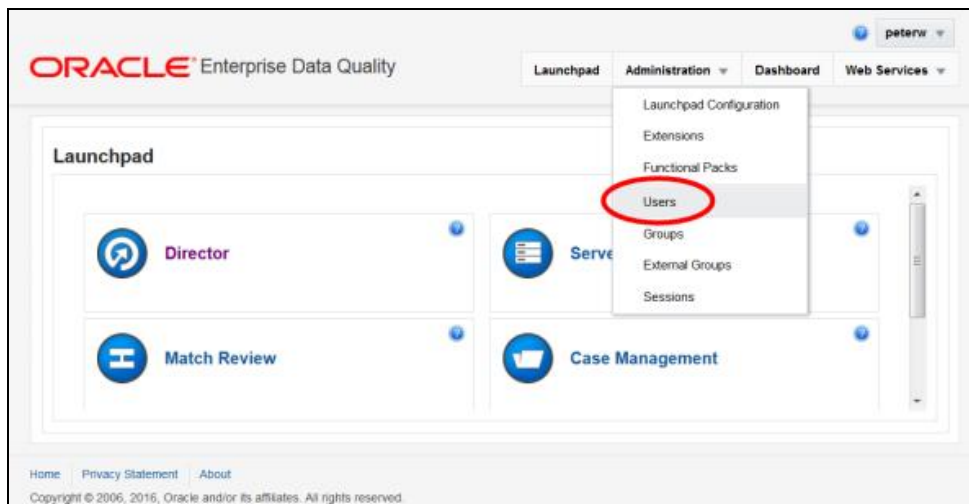 peterw
ORACLE Enterprise Data Quality
Launchpad Administration Dashboard Web Services
Launchpad Configuration
Extensions
Functional Packs
Users
Groups
External Groups
Sessions
Launchpad
Director
Serve
Match Review
Case Management
Home Privacy Statement About
Copyright © 2006, 2016, Oracle and/or its affiliates. All rights reserved.